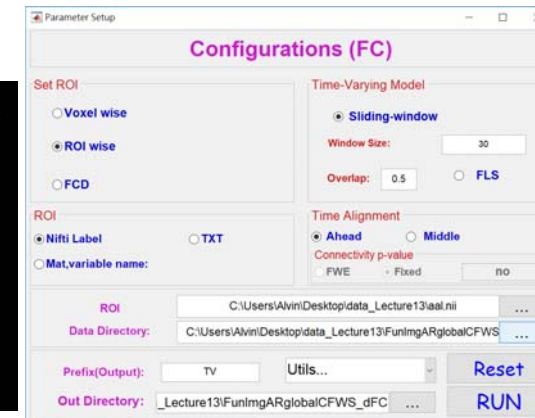 Parameter Setup
Configurations (FC)
Set ROI
Voxel wise
ROI wise
FCD
Time-Varying Model
Sliding-window
Window Size: 30
Overlap: 0.5 FLS
ROI
Nifti Label TXT
Mat,variable name:
Time Alignment
Ahead Middle
Connectivity p-value
FWE Fixed no
ROI C:\Users\Alvin\Desktop\data_Lecture13\aal.nii ...
Data Directory: C:\Users\Alvin\Desktop\data_Lecture13\FunImgARglobalCFWS ...
Prefix(Output): TV Utils... Reset
Out Directory: _Lecture13\FunImgARglobalCFWS_dFC ... RUN